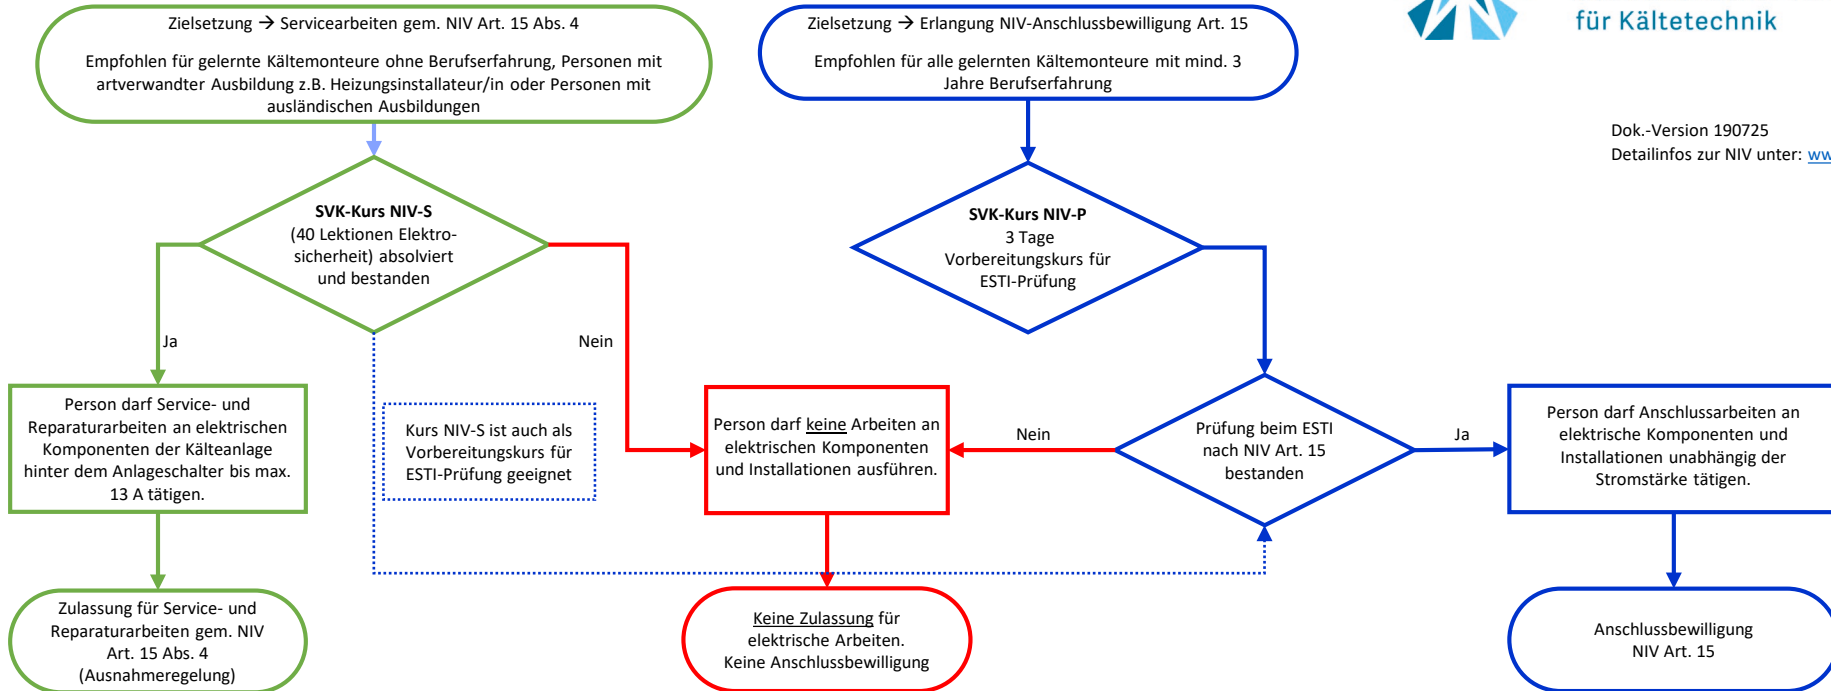 Zielsetzung → Servicearbeiten gem. NIV Art. 15 Abs. 4
Empfohlen für gelernte Kältemonteure ohne Berufserfahrung, Personen mit
artverwandter Ausbildung z.B. Heizungsinstallateur/in oder Personen mit
ausländischen Ausbildungen
Zielsetzung → Erlangung NIV-Anschlussbewilligung Art. 15
Empfohlen für alle gelernten Kältemonteure mit mind. 3
Jahre Berufserfahrung
für Kältetechnik
Dok.-Version 190725
Detailinfos zur NIV unter: ww
SVK-Kurs NIV-S
(40 Lektionen Elektro-
sicherheit) absolviert
und bestanden
SVK-Kurs NIV-P
3 Tage
Vorbereitungskurs für
ESTI-Prüfung
Ja
Nein
Person darf Service- und
Reparaturarbeiten an elektrischen
Komponenten der Kälteanlage
hinter dem Anlageschalter bis max.
13 A tätigen.
Kurs NIV-S ist auch als
Vorbereitungskurs für
ESTI-Prüfung geeignet
Person darf keine Arbeiten an
elektrischen Komponenten
und Installationen ausführen.
Nein
Prüfung beim ESTI
nach NIV Art. 15
bestanden
Ja
Person darf Anschlussarbeiten an
elektrische Komponenten und
Installationen unabhängig der
Stromstärke tätigen.
Zulassung für Service- und
Reparaturarbeiten gem. NIV
Art. 15 Abs. 4
(Ausnahmeregelung)
Keine Zulassung für
elektrische Arbeiten.
Keine Anschlussbewilligung
Anschlussbewilligung
NIV Art. 15